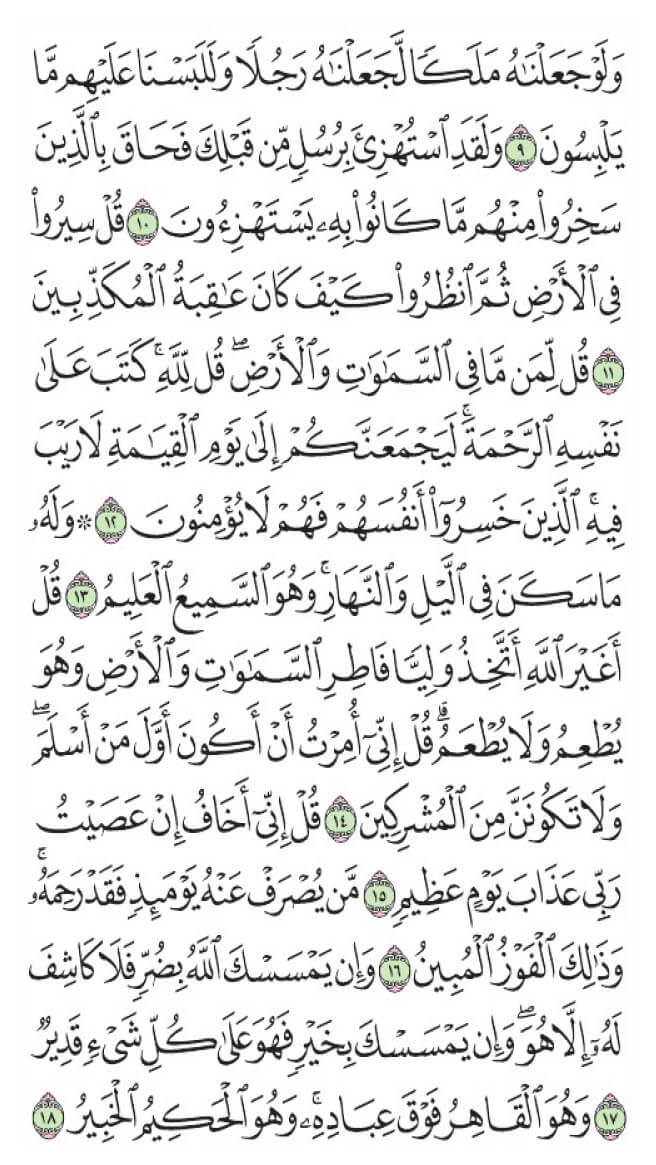 وَلَوۡ جَعَلۡنَٰهُ مَلَكٗا لَّجَعَلۡنَٰهُ رَجُلٗا وَلَلَبَسۡنَا عَلَيۡهِم مَّا
يَلۡبِسُونَ ٩ وَلَقَدِ ٱسۡتُهۡزِئَ بِرُسُلٖ مِّن قَبۡلِكَ فَحَاقَ بِٱلَّذِينَ
سَخِرُواْ مِنۡهُم مَّا كَانُواْ بِهِۦ يَسۡتَهۡزِءُونَ ١٠ قُلۡ سِيرُواْ
فِي ٱلۡأَرۡضِ ثُمَّ ٱنظُرُواْ كَيۡفَ كَانَ عَٰقِبَةُ ٱلۡمُكَذِّبِينَ
١١ قُل لِّمَن مَّا فِي ٱلسَّمَٰوَٰتِ وَٱلۡأَرۡضِۖ قُل لِّلَّهِۚ كَتَبَ عَلَىٰ
نَفۡسِهِ ٱلرَّحۡمَةَۚ لَيَجۡمَعَنَّكُمۡ إِلَىٰ يَوۡمِ ٱلۡقِيَٰمَةِ لَا رَيۡبَ
فِيهِۚ ٱلَّذِينَ خَسِرُوٓاْ أَنفُسَهُمۡ فَهُمۡ لَا يُؤۡمِنُونَ ١٢ ۞ وَلَهُۥ
مَا سَكَنَ فِي ٱلَّيۡلِ وَٱلنَّهَارِۚ وَهُوَ ٱلسَّمِيعُ ٱلۡعَلِيمُ ١٣ قُلۡ
أَغَيۡرَ ٱللَّهِ أَتَّخِذُ وَلِيّٗا فَاطِرِ ٱلسَّمَٰوَٰتِ وَٱلۡأَرۡضِ وَهُوَ
يُطۡعِمُ وَلَا يُطۡعَمُۗ قُلۡ إِنِّيٓ أُمِرۡتُ أَنۡ أَكُونَ أَوَّلَ مَنۡ أَسۡلَمَۖ
وَلَا تَكُونَنَّ مِنَ ٱلۡمُشۡرِكِينَ ١٤ قُلۡ إِنِّيٓ أَخَافُ إِنۡ عَصَيۡتُ
رَبِّي عَذَابَ يَوۡمٍ عَظِيمٖ ١٥ مَّن يُصۡرَفۡ عَنۡهُ يَوۡمَئِذٖ فَقَدۡ رَحِمَهُۥۚ
وَذَٰلِكَ ٱلۡفَوۡزُ ٱلۡمُبِينُ ١٦ وَإِن يَمۡسَسۡكَ ٱللَّهُ بِضُرّٖ فَلَا كَاشِفَ
لَهُۥٓ إِلَّا هُوَۖ وَإِن يَمۡسَسۡكَ بِخَيۡرٖ فَهُوَ عَلَىٰ كُلِّ شَيۡءٖ قَدِيرٞ
١٧ وَهُوَ ٱلۡقَاهِرُ فَوۡقَ عِبَادِهِۦۚ وَهُوَ ٱلۡحَكِيمُ ٱلۡخَبِيرُ ١٨